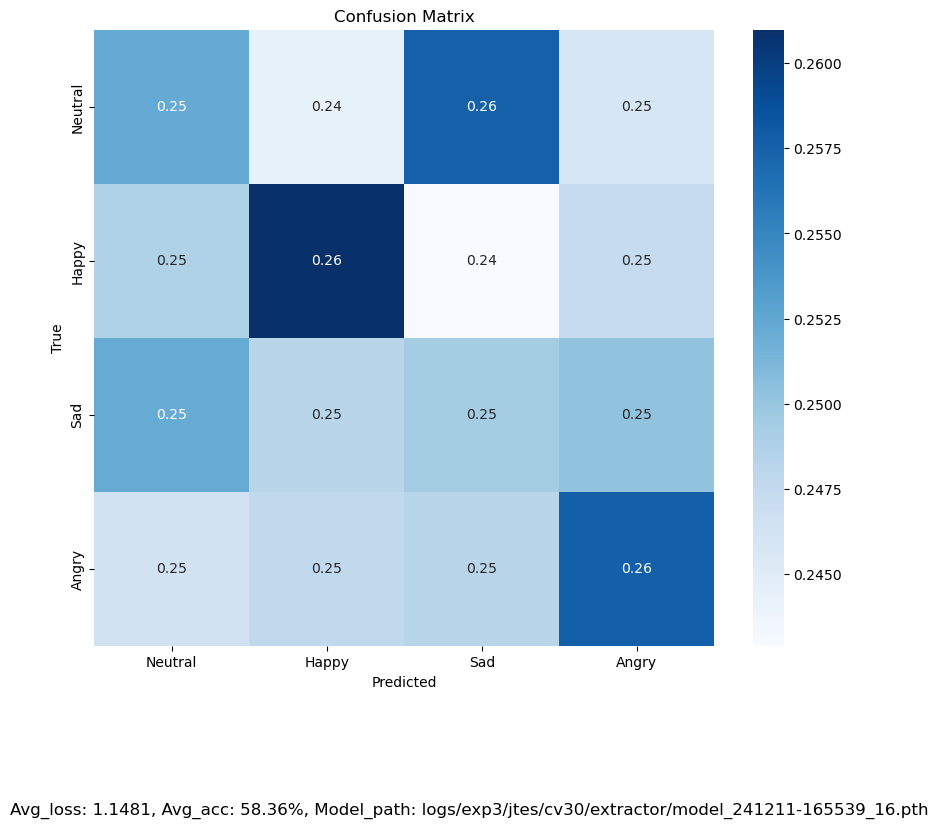 Confusion Matrix
Neutral
0.25
0.24
0.26
0.25
Happy
0.25
0.26
0.24
0.25
Sad
0.25
0.25
0.25
0.25
Angry
0.25
0.25
0.25
0.26
True
Neutral
Happy
Sad
Angry
Predicted
0.2600
0.2575
0.2550
0.2525
0.2500
0.2475
0.2450
Avg_loss: 1.1481, Avg_acc: 58.36%, Model_path: logs/exp3/jtes/cv30/extractor/model_241211-165539_16.pth